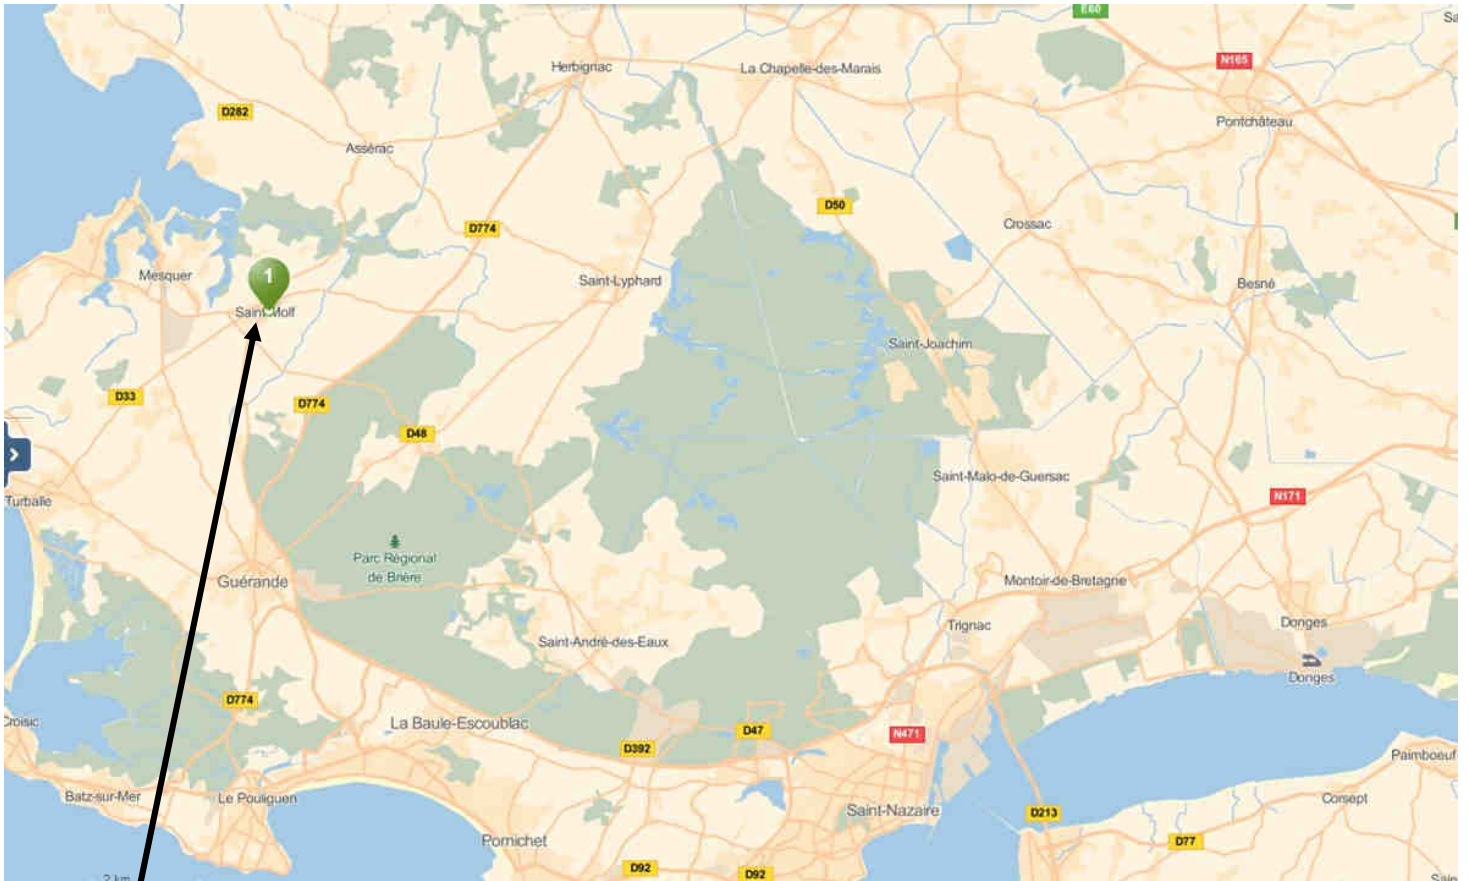 E60
Herbignac
La Chapelle-des-Marais
N165
D282
Pontchâteau
Assérac
D50
Crossac
D774
Mesquer
1
Saint-Lyphard
Besné
Saint-Molf
Saint-Joachim
D33
D774
D48
Saint-Malo-de-Guersac
Turballe
N171
Parc Régional
de Brière
Guérande
Montoir-de-Bretagne
Trignac
Donges
Saint-André-des-Eaux
Donges
D774
Croisic
La Baule-Escoublac
D47
N471
D392
Paimboeuf
Batz-sur-Mer
Le Pouliguen
Corsept
Saint-Nazaire
D213
Pornichet
D77
D92
D92
2 km